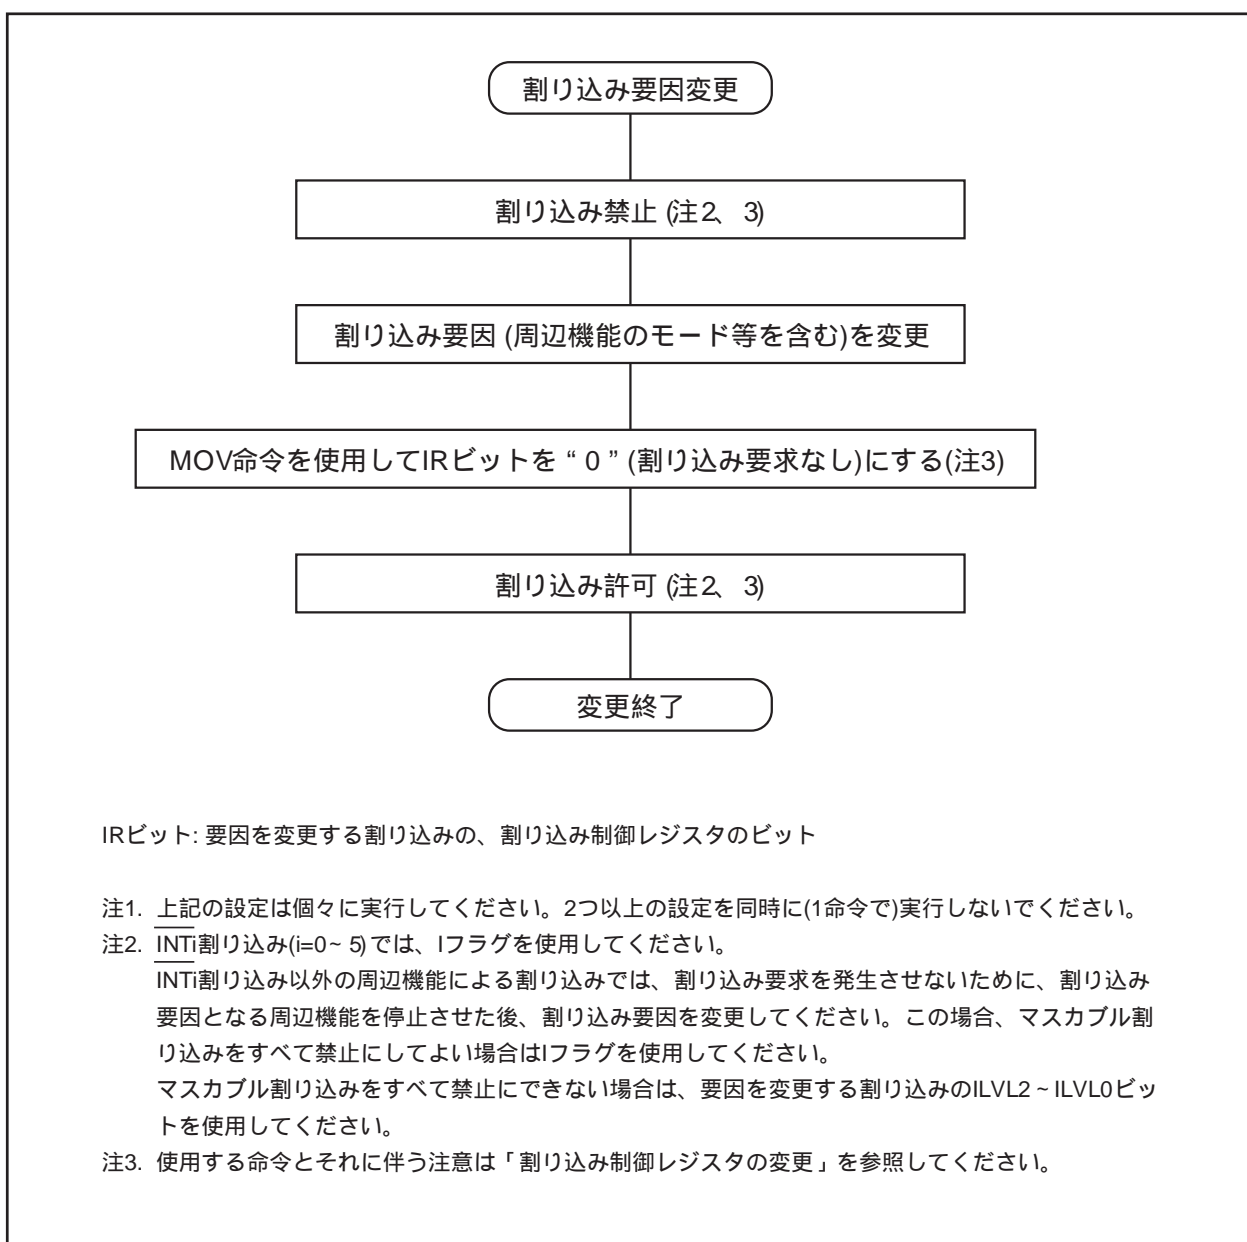 割り込み要因変更
割り込み禁止 (注2、3)
割り込み要因 (周辺機能のモード等を含む)を変更
MOV命令を使用してIRビットを“0”(割り込み要求なし)にする(注3)
割り込み許可 (注2、3)
変更終了
IRビット: 要因を変更する割り込みの、割り込み制御レジスタのビット
注1. 上記の設定は個々に実行してください。2つ以上の設定を同時に(1命令で)実行しないでください。
注2. INTi割り込み(i=0~5)では、Iフラグを使用してください。
INTi割り込み以外の周辺機能による割り込みでは、割り込み要求を発生させないために、割り込み
要因となる周辺機能を停止させた後、割り込み要因を変更してください。この場合、マスカブル割
り込みをすべて禁止にしてよい場合はIフラグを使用してください。
マスカブル割り込みをすべて禁止にできない場合は、要因を変更する割り込みのILVL2~ILVL0ビッ
トを使用してください。
注3. 使用する命令とそれに伴う注意は「割り込み制御レジスタの変更」を参照してください。